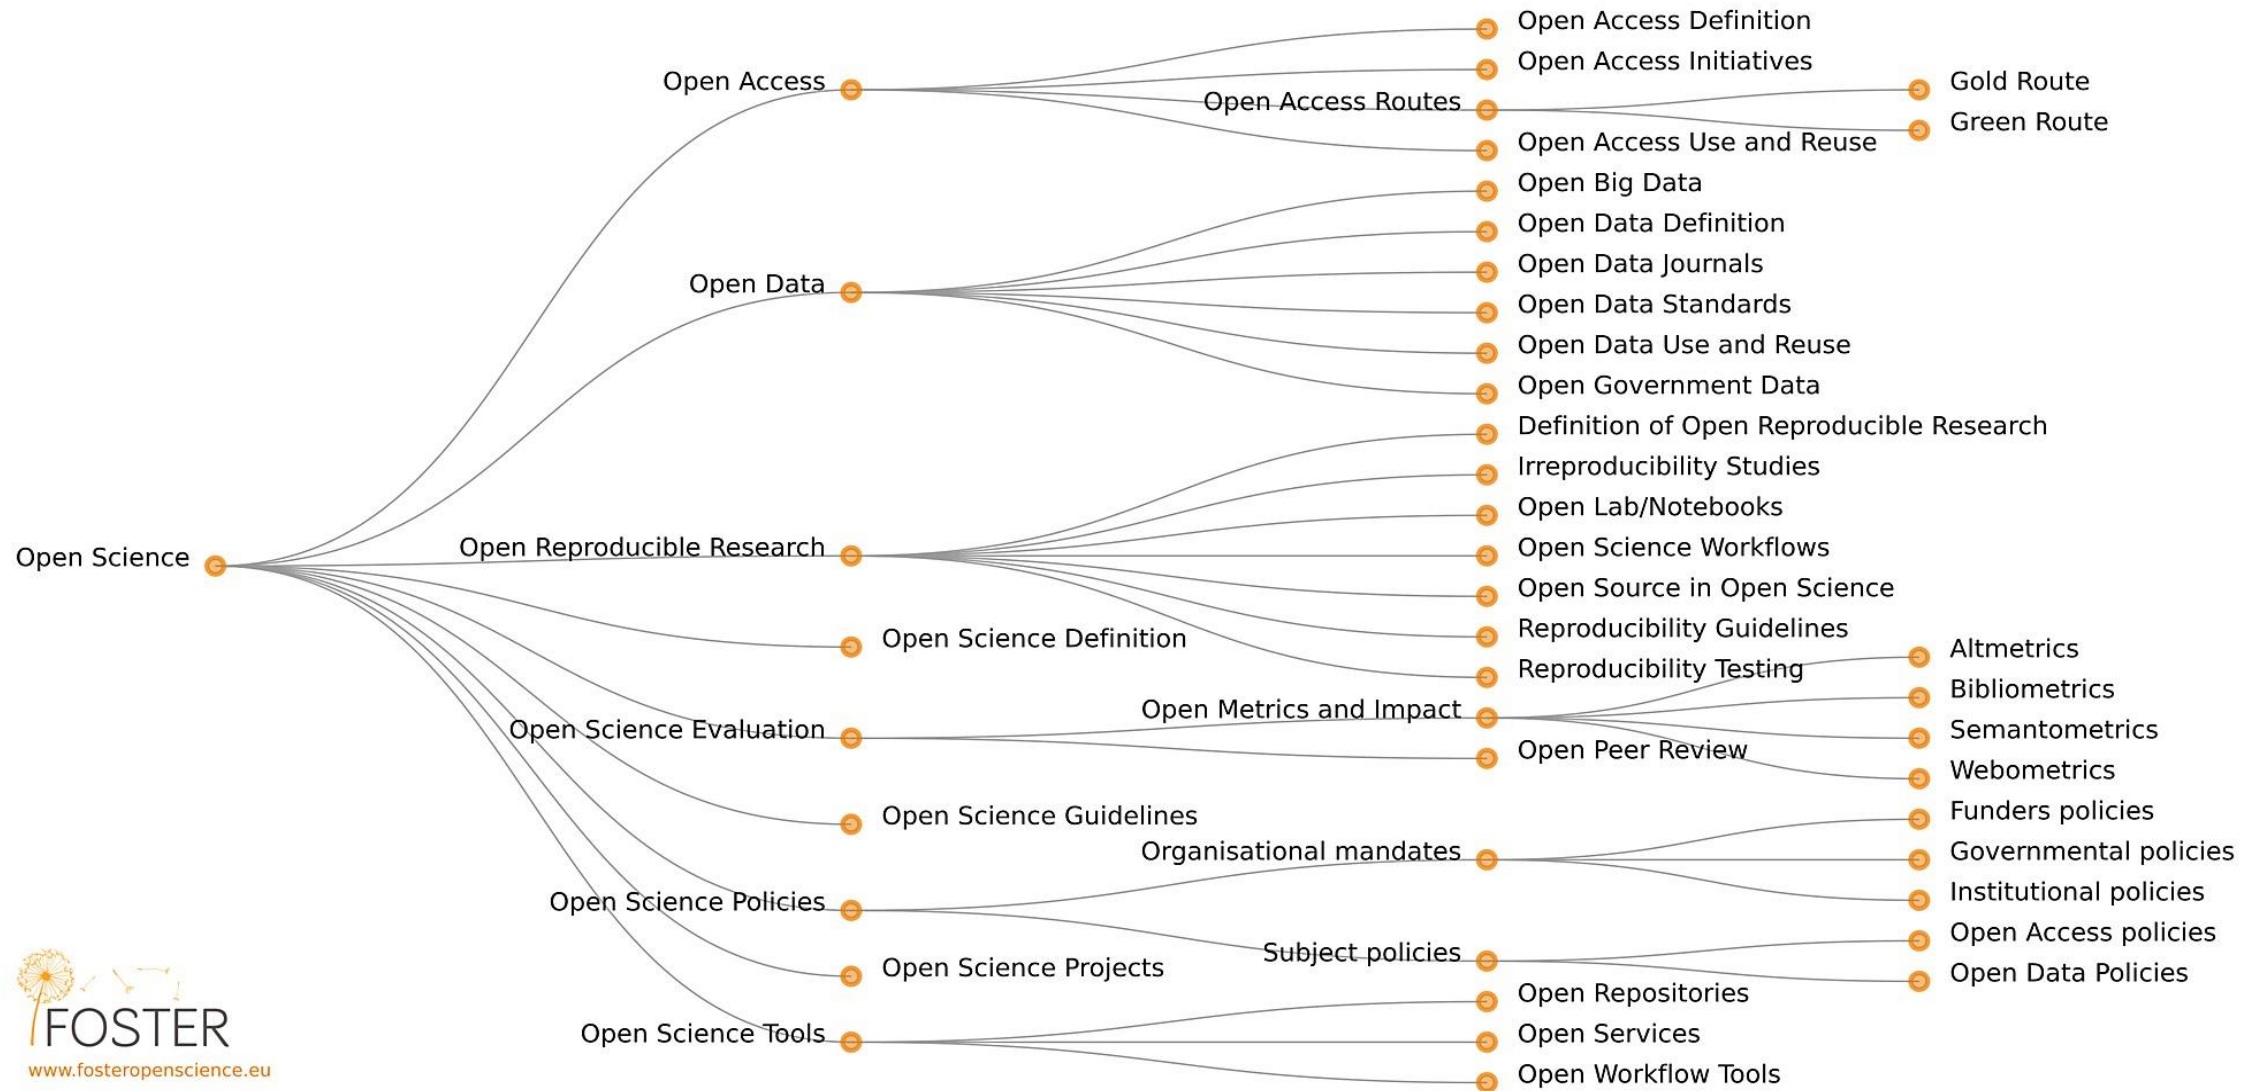 Open Access Definition
Open Access Initiatives
Open Access
Gold Route
Open Access Routes
Green Route
Open Access Use and Reuse
Open Big Data
Open Data Definition
Open Data Journals
Open Data
Open Data Standards
Open Data Use and Reuse
Open Government Data
Definition of Open Reproducible Research
Irreproducibility Studies
Open Lab/Notebooks
Open Science
Open Reproducible Research
Open Science Workflows
Open Source in Open Science
Reproducibility Guidelines
Open Science Definition
Altmetrics
Reproducibility Testing
Bibliometrics
Open Metrics and Impact
Open Science Evaluation
Semantometrics
Open Peer Review
Webometrics
Funders policies
Open Science Guidelines
Organisational mandates
Governmental policies
Institutional policies
Open Science Policies
Open Access policies
Subject policies
Open Science Projects
Open Data Policies
Open Repositories
Open Science Tools
Open Services
Open Workflow Tools
FOSTER
www.fosteropenscience.eu